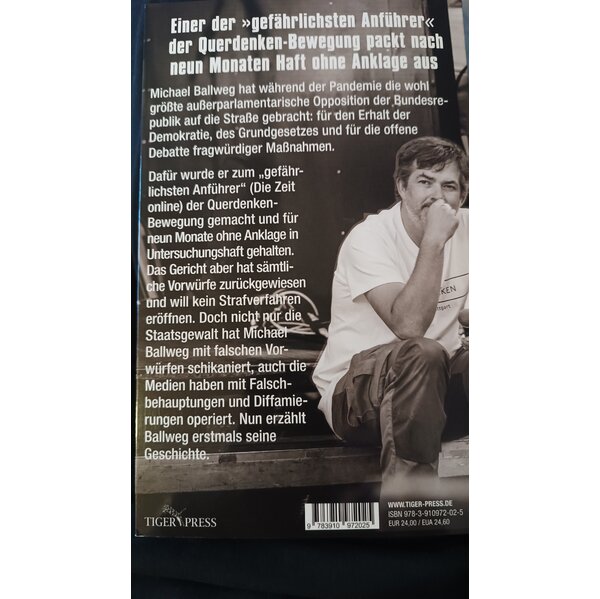 Einer der »gefährlichsten Anführer«
der Querdenken-Bewegung packt nach
neun Monaten Haft ohne Anklage aus
Michael Ballweg hat während der Pandemie die wohl
größte außerparlamentarische Opposition der Bundesre-
publik auf die Straße gebracht: für den Erhalt der
Demokratie, des Grundgesetzes und für die offene
Debatte fragwürdiger Maßnahmen.
Dafür wurde er zum „gefähr-
lichsten Anführer“ (Die Zeit
online) der Querdenken-
Bewegung gemacht und für
neun Monate ohne Anklage in
Untersuchungshaft gehalten.
Das Gericht aber hat sämtli-
che Vorwürfe zurückgewiesen
und will kein Strafverfahren
eröffnen. Doch nicht nur die
Staatsgewalt hat Michael
Ballweg mit falschen Vor-
würfen schikaniert, auch die
Medien haben mit Falsch-
behauptungen und Diffamie-
rungen operiert. Nun erzählt
Ballweg erstmals seine
Geschichte.
TIGER PRESS
9 783910 972025
WWW.TIGER-PRESS.DE
ISBN 978-3-910972-02-5
EUR 24,00 / EUA 24,60